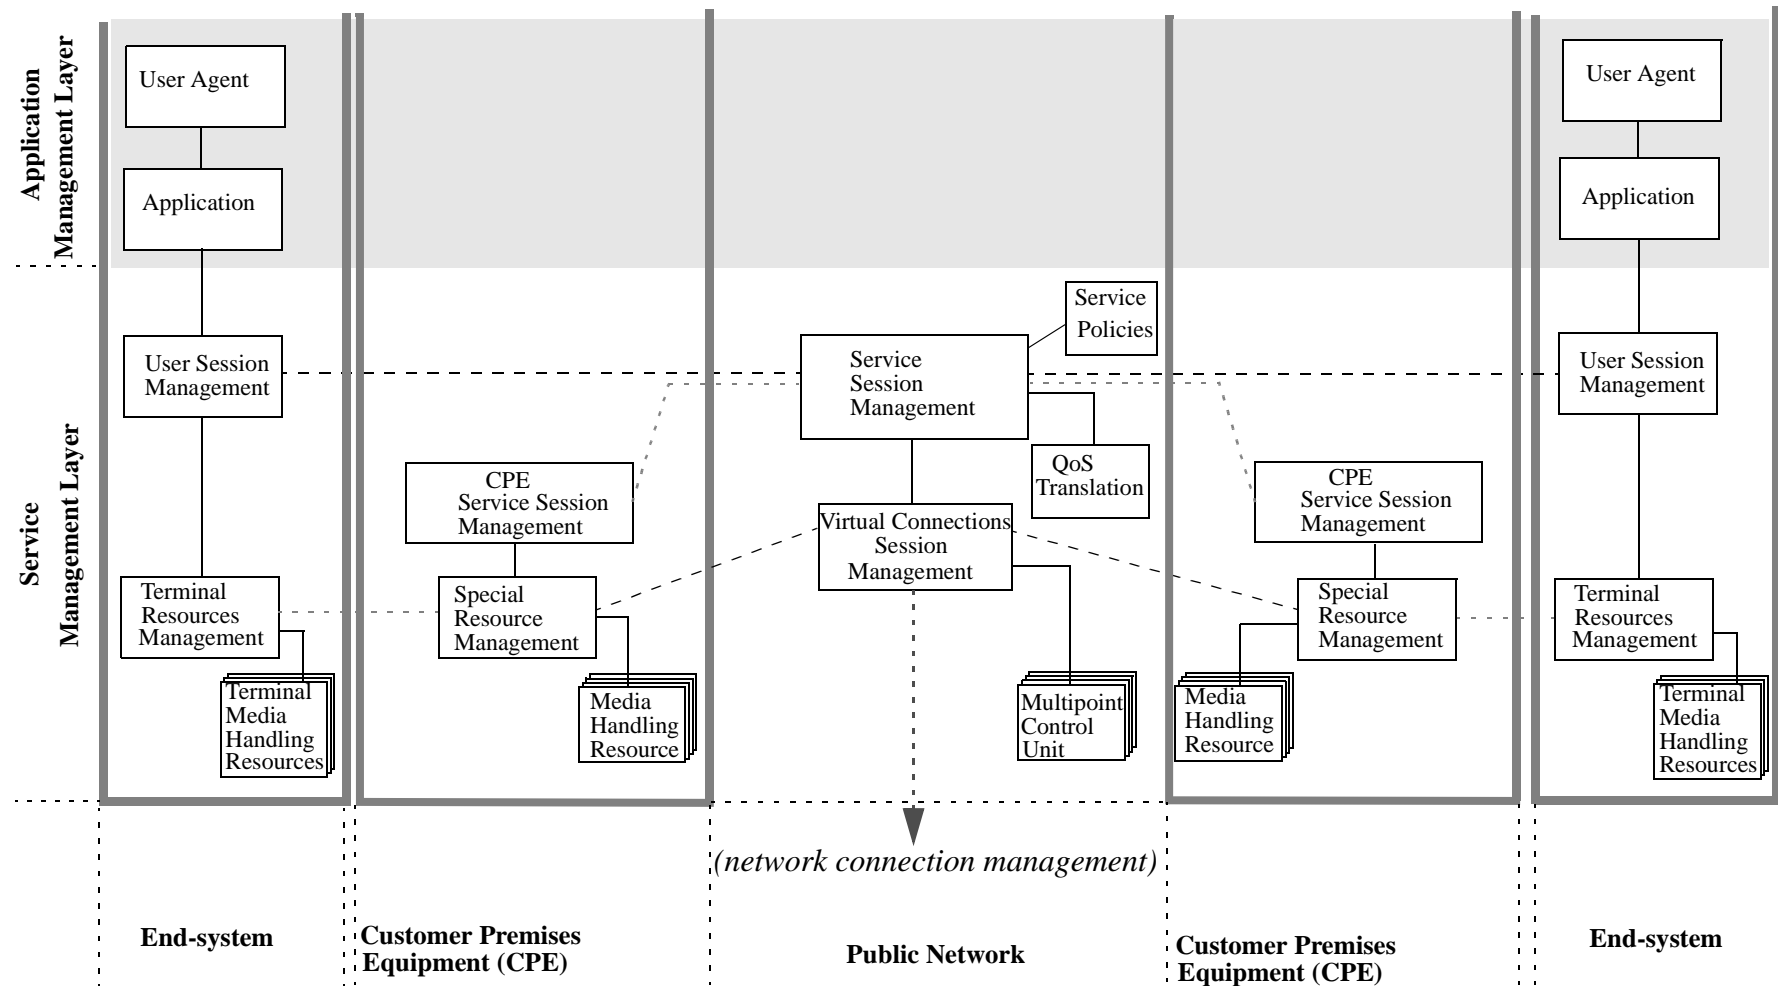 Application
Management Layer
Service
Management Layer
User Agent
Application
User Session
Management
Terminal
Resources
Management
Terminal
Media
Handling
Resources
CPE
Service Session
Management
Special
Resource
Management
Media
Handling
Resource
Service
Policies
Service
Session
Management
QoS
Translation
Virtual Connections
Session
Management
Multipoint
Control
Unit
(network connection management)
CPE
Service Session
Management
Special
Resource
Management
Media
Handling
Resource
User Agent
Application
User Session
Management
Terminal
Resources
Management
Terminal
Media
Handling
Resources
End-system
Customer Premises
Equipment (CPE)
Public Network
Customer Premises
Equipment (CPE)
End-system